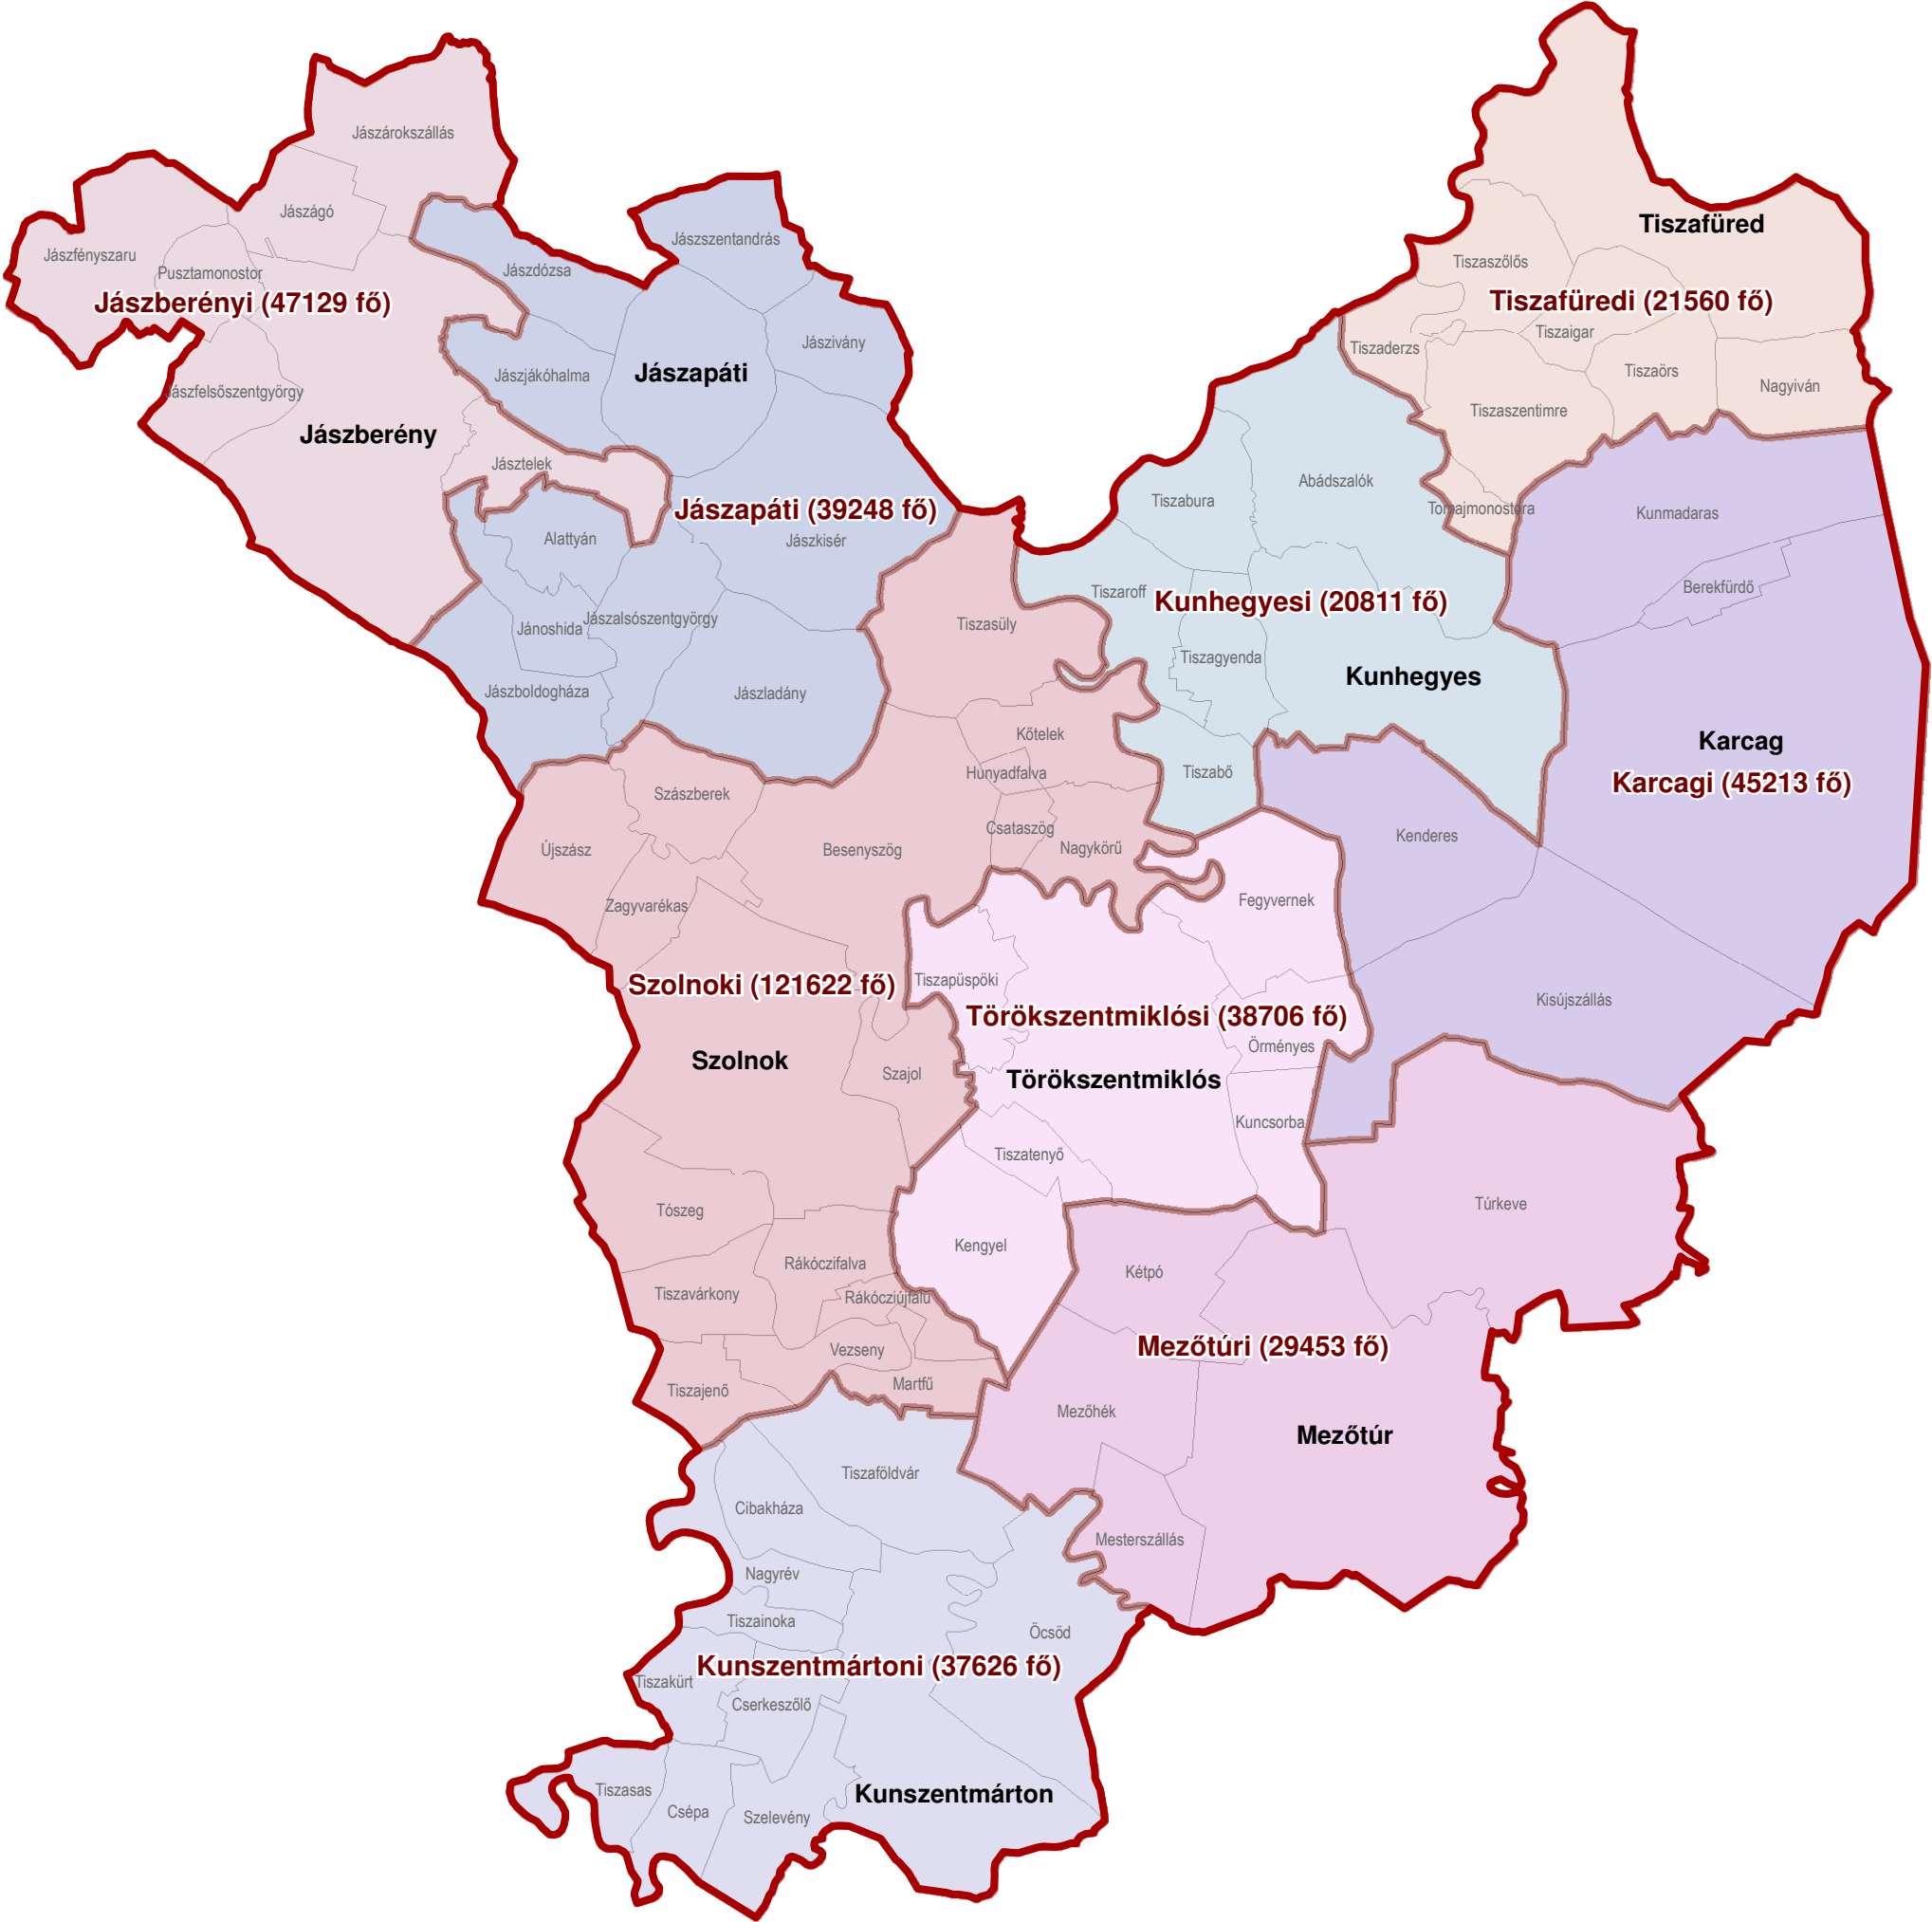 Jászárokszállás
Jászágó
Jászfényszaru
Pusztamonostor
Jászberényi (47129 fő)
Jászfelsőszentgyörgy
Jászberény
Jásztelek
Jászdózsa
Jászszentandrás
Jászivány
Jászjákóhalma
Jászapáti
Jászapáti (39248 fő)
Jászkisér
Alattyán
Jánoshida
Jászalsószentgyörgy
Jászboldogháza
Jászladány
Tiszafüred
Tiszaszőlős
Tiszafüredi (21560 fő)
Tiszaigar
Tiszaderzs
Tiszaörs
Nagyiván
Tiszaszentimre
Tomajmonostora
Abádszalók
Tiszabura
Tiszaroff
Kunhegyesi (20811 fő)
Tiszagyenda
Kunhegyes
Tiszabő
Kunmadaras
Berekfürdő
Karcag
Karcagi (45213 fő)
Kenderes
Kisújszállás
Tiszasüly
Kőtelek
Hunyadfalva
Csataszög
Nagykörű
Besenyszög
Szászberek
Újszász
Zagyvarékas
Szolnoki (121622 fő)
Szolnok
Szajol
Tószeg
Rákóczifalva
Tiszavárkony
Rákócziújfalu
Vezseny
Tiszajenő
Martfű
Fegyvernek
Tiszapüspöki
Törökszentmiklósi (38706 fő)
Örményes
Törökszentmiklós
Kuncsorba
Tiszatenyő
Kengyel
Túrkeve
Kétpó
Mezőtúri (29453 fő)
Mezőhék
Mezőtúr
Mesterszállás
Tiszaföldvár
Cibakháza
Nagyrév
Tiszainoka
Öcsöd
Kunszentmártoni (37626 fő)
Tiszakürt
Cserkeszőlő
Tiszasas
Csépa
Szelevény
Kunszentmárton